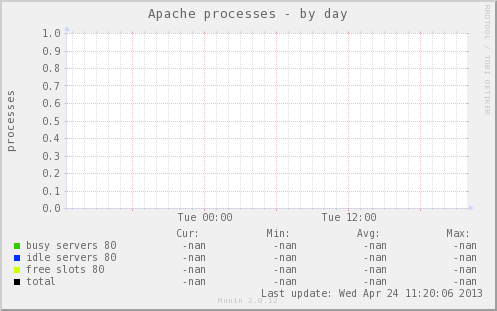 Apache processes - by day
RRDTOOL / TOBI OETIKER
processes
1.0
0.9
0.8
0.7
0.6
0.5
0.4
0.3
0.2
0.1
0.0
Tue 00:00 Tue 12:00
Cur: Min: Avg: Max:
busy servers 80 -nan -nan -nan -nan
idle servers 80 -nan -nan -nan -nan
free slots 80 -nan -nan -nan -nan
total -nan -nan -nan -nan
Last update: Wed Apr 24 11:20:06 2013
Munin 2.0.12